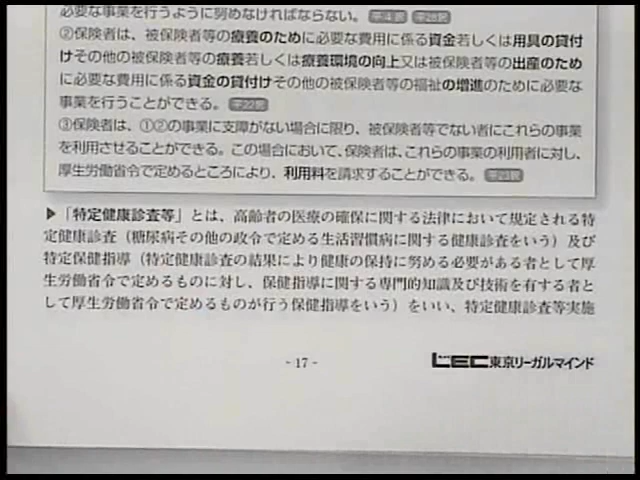 必要な事業を行うように努めなければならない。
②保険者は、被保険者等の療養のために必要な費用に係る資金若しくは用具の貸付
けその他の被保険者等の療養若しくは療養環境の向上又は被保険者等の出産のため
に必要な費用に係る資金の貸付けその他の被保険者等の福祉の増進のために必要な
事業を行うことができる。
③保険者は、①②の事業に支障がない場合に限り、被保険者等でない者にこれらの事業
を利用させることができる。この場合において、保険者は、これらの事業の利用者に対し、
厚生労働省令で定めるところにより、利用料を請求することができる。
▶「特定健康診査等」とは、高齢者の医療の確保に関する法律において規定される特
定健康診査（糖尿病その他の政令で定める生活習慣病に関する健康診査をいう）及び
特定保健指導（特定健康診査の結果により健康の保持に努める必要がある者として厚
生労働省令で定めるものに対し、保健指導に関する専門的知識及び技術を有する者と
して厚生労働省令で定めるものが行う保健指導をいう）をいい、特定健康診査等実施
- 17 -
LEC東京リーガルマインド